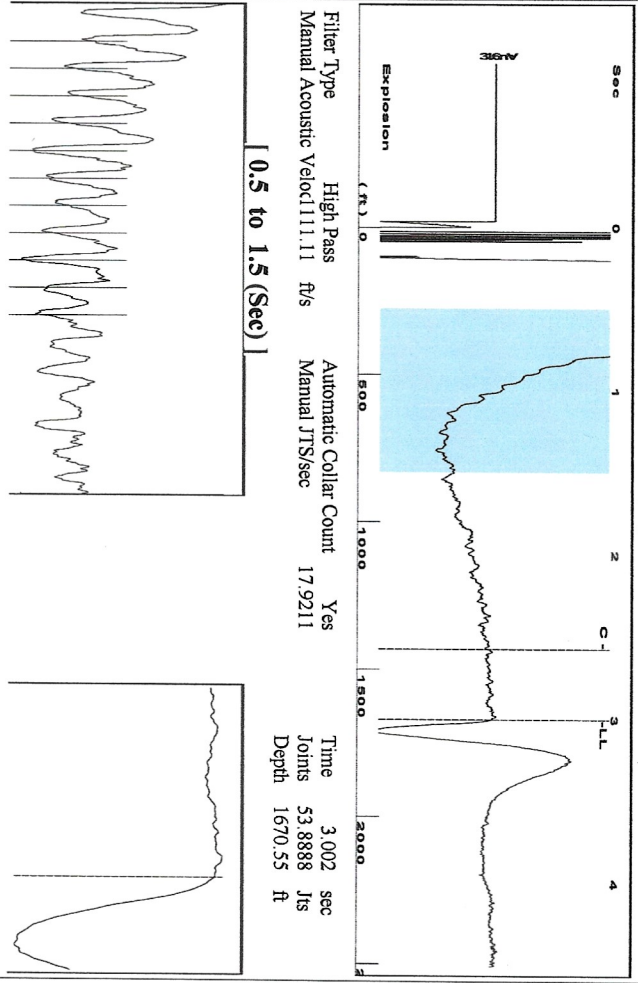 Sec 0 1 2 3 4
C - -LL
Angle
Explosion
( ft ) 0 500 1000 1500 2000 2
Filter Type High Pass Automatic Collar Count Yes Time 3.002 sec
Manual Acoustic Veloc1111.11 ft/s Manual JTS/sec 17.9211 Joints 53.8888 Jts
Depth 1670.55 ft
[ 0.5 to 1.5 (Sec) ]